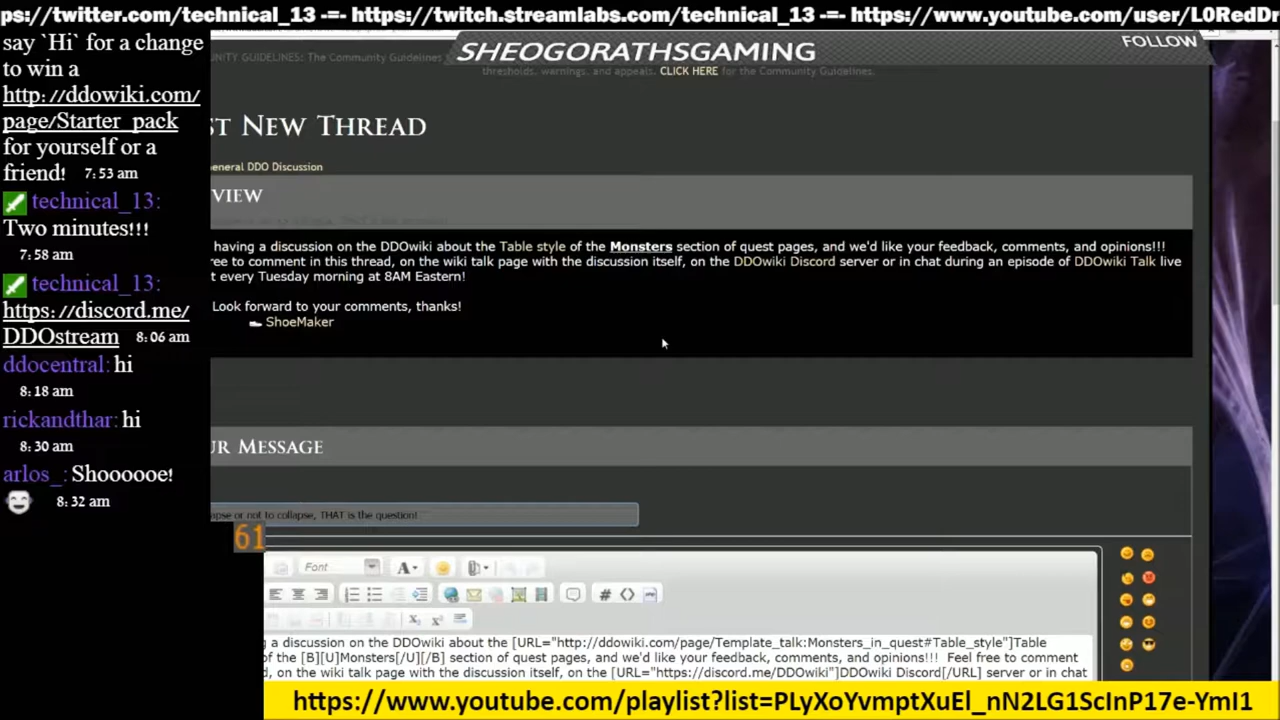 ps://twitter.com/technical_13 -=- https://twitch.streamlabs.com/technical_13 -=- https://www.youtube.com/user/L0RedDr
say `Hi` for a change
to win a
http://ddowiki.com/
page/Starter_pack
for yourself or a
friend! 7:53 am
technical_13:
Two minutes!!!
7:58 am
technical_13:
https://discord.me/
DDOstream 8:06 am
ddocentral: hi
8:18 am
rickandthar: hi
8:30 am
arlos_: Shoooooe!
8:32 am
SHEOGORATHSGAMING
FOLLOW
UNITY GUIDELINES: The Community Guidelines
thresholds, warnings, and appeals. CLICK HERE for the Community Guidelines.
ST NEW THREAD
eneral DDO Discussion
VIEW
having a discussion on the DDOwiki about the Table style of the Monsters section of quest pages, and we'd like your feedback, comments, and opinions!!!
ree to comment in this thread, on the wiki talk page with the discussion itself, on the DDOwiki Discord server or in chat during an episode of DDOwiki Talk live
t every Tuesday morning at 8AM Eastern!
Look forward to your comments, thanks!
ShoeMaker
UR MESSAGE
apse or not to collapse, THAT is the question!
61
Font
A
g a discussion on the DDOwiki about the [URL="http://ddowiki.com/page/Template_talk:Monsters_in_quest#Table_style"]Table
of the [B][U]Monsters[/U][/B] section of quest pages, and we'd like your feedback, comments, and opinions!!! Feel free to comment
d, on the wiki talk page with the discussion itself, on the [URL="https://discord.me/DDOwiki"]DDOwiki Discord[/URL] server or in chat
https://www.youtube.com/playlist?list=PLyXoYvmptXuEl_nN2LG1ScInP17e-YmI1